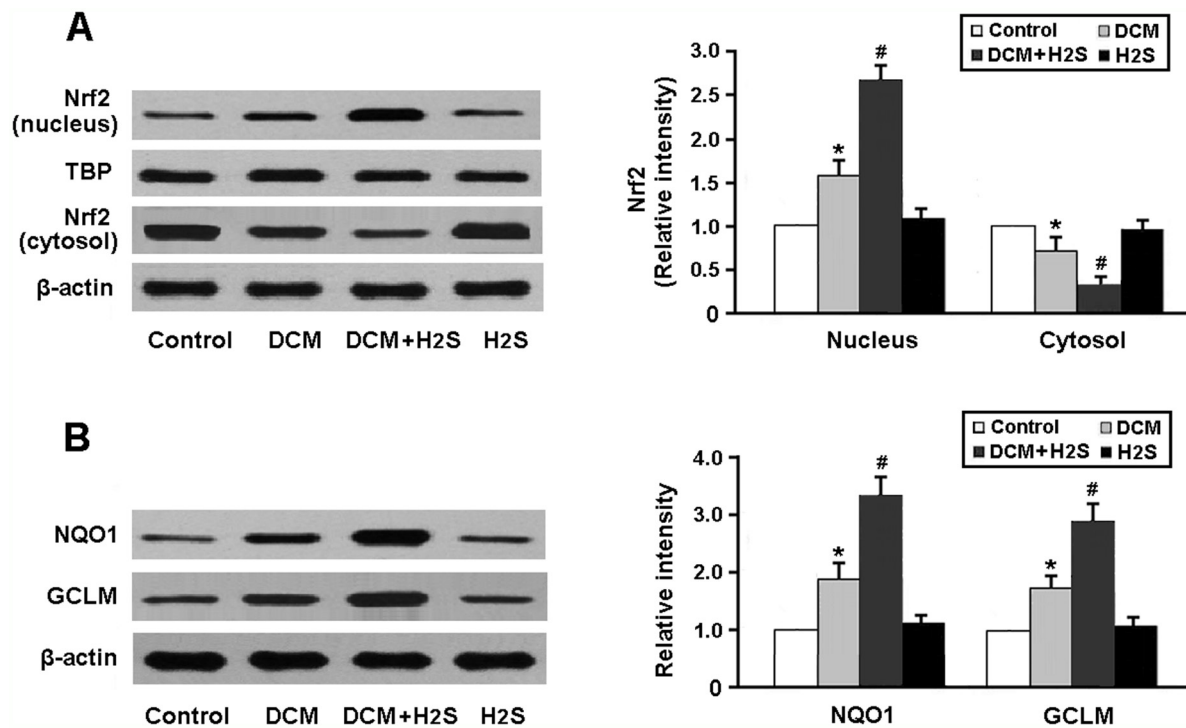 A
Nrf2
(nucleus)
TBP
Nrf2
(cytosol)
β-actin
Control DCM DCM+H2S H2S
Control DCM
DCM+H2S H2S
Nrf2
(Relative intensity)
3.0
2.5
2.0
1.5
1.0
0.5
0
*
#
*
#
Nucleus Cytosol
B
NQO1
GCLM
β-actin
Control DCM DCM+H2S H2S
Control DCM
DCM+H2S H2S
Relative intensity
4.0
3.0
2.0
1.0
0
*
#
*
#
NQO1 GCLM